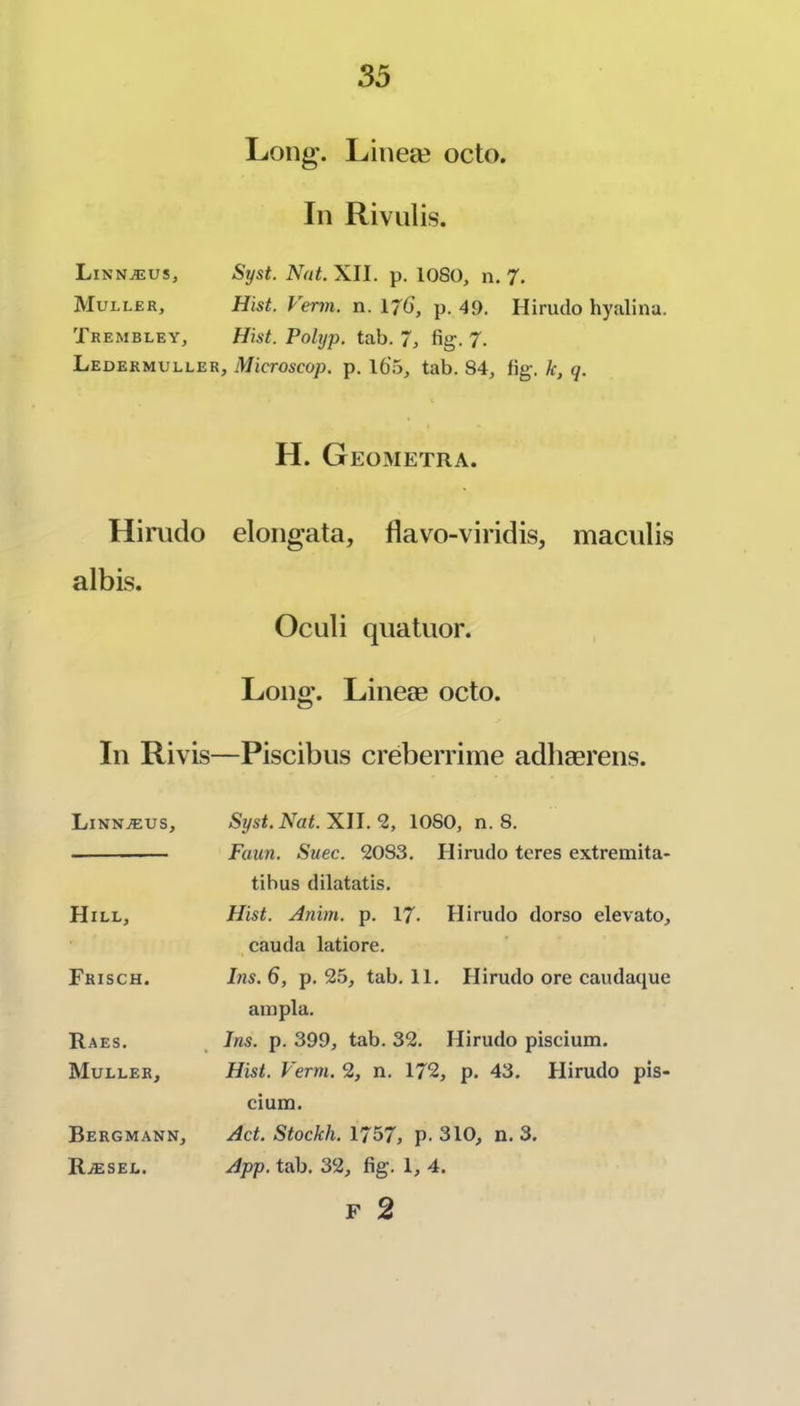 35
Long. Lineæ octo.
In Rivulis.
Linnæus, Syst. Nat. XII. p. 1080, n. 7.
Muller, Hist. Verm. n. 176, p. 49. Hirudo hyalina.
Trembley, Hist. Polyp. tab. 7, fig. 7.
Ledermuller, Microscop. p. 165, tab. 84, fig. k, q.
H. Geometra.
Hirudo elongata, flavo-viridis, maculis
albis.
Oculi quatuor.
Long. Lineæ octo.
In Rivis—Piscibus creberrime adhærens.
Linnæus, Syst. Nat. XII. 2, 1080, n. 8.
——— Faun. Suec. 2083. Hirudo teres extremita-
tibus dilatatis.
Hill, Hist. Anim. p. 17. Hirudo dorso elevato,
cauda latiore.
Frisch. Ins. 6, p. 25, tab. 11. Hirudo ore caudaque
ampla.
Raes. Ins. p. 399, tab. 32. Hirudo piscium.
Muller, Hist. Verm. 2, n. 172, p. 43. Hirudo pis-
cium.
Bergmann, Act. Stockh. 1757, p. 310, n. 3.
Ræsel. App. tab. 32, fig. 1, 4.
F 2